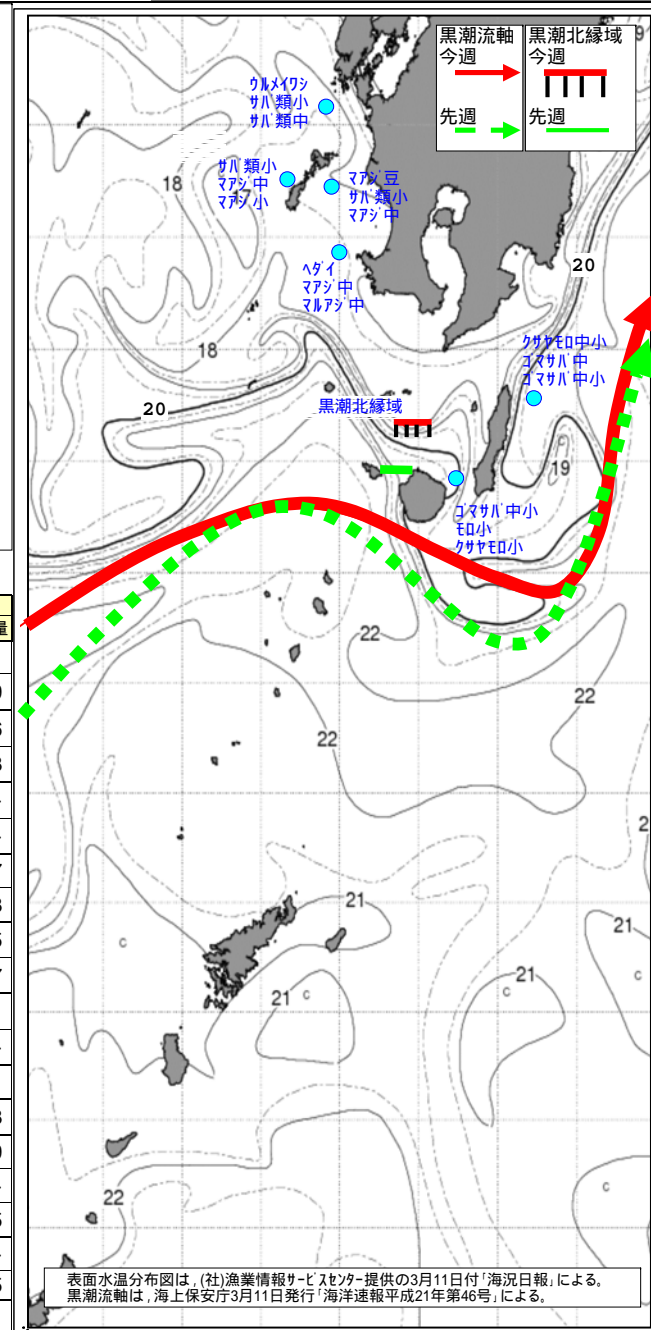 黒潮流軸
今週
先週
黒潮北縁域
今週
先週
9
ウルメイワシ
サバ類小
サバ類中
サバ類小
マアジ中
マアジ小
マアジ豆
サバ類小
マアジ中
18
17
ヘダイ
マアジ中
マルアジ中
20
18
クサヤモロ中小
ゴマサバ中
ゴマサバ中小
20
黒潮北縁域
c
19
ゴマサバ中小
モロ小
クサヤモロ小
量
22
22
22
21
21
21
c
c
c
c
21
22
c
表面水温分布図は,(社)漁業情報サービスセンター提供の3月11日付「海況日報」による。
黒潮流軸は,海上保安庁3月11日発行「海洋速報平成21年第46号」による。